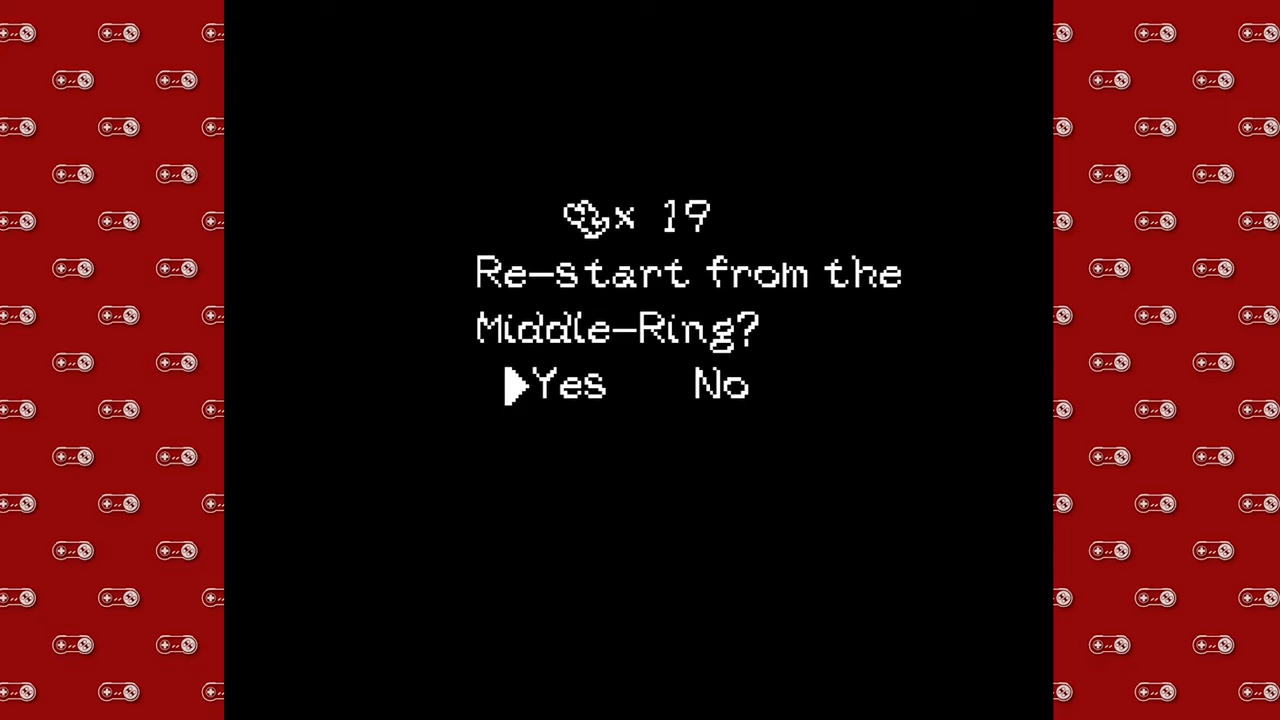 x 19
Re-start from the
Middle-Ring?
Yes No